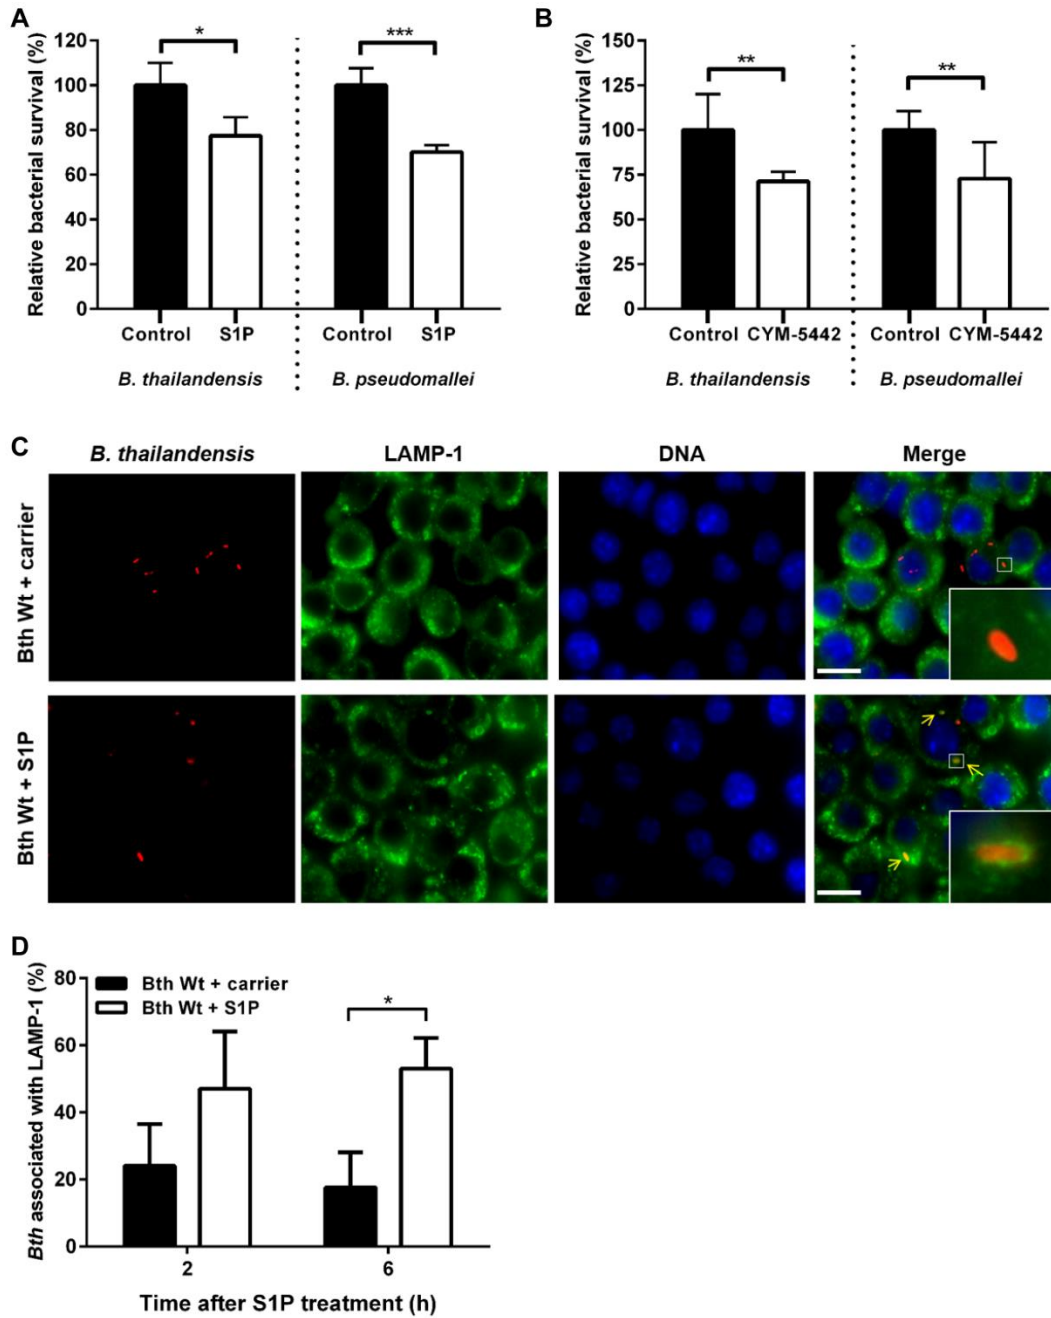 A
Relative bacterial survival (%)
120
100
80
60
40
20
0
*
***
Control S1P Control S1P
B. thailandensis B. pseudomallei
B
Relative bacterial survival (%)
150
125
100
75
50
25
0
**
**
Control CYM-5442 Control CYM-5442
B. thailandensis B. pseudomallei
C
B. thailandensis LAMP-1 DNA Merge
Bth Wt + carrier
Bth Wt + S1P
D
Bth associated with LAMP-1 (%)
80
60
40
20
0
Bth Wt + carrier
Bth Wt + S1P
*
2 6
Time after S1P treatment (h)